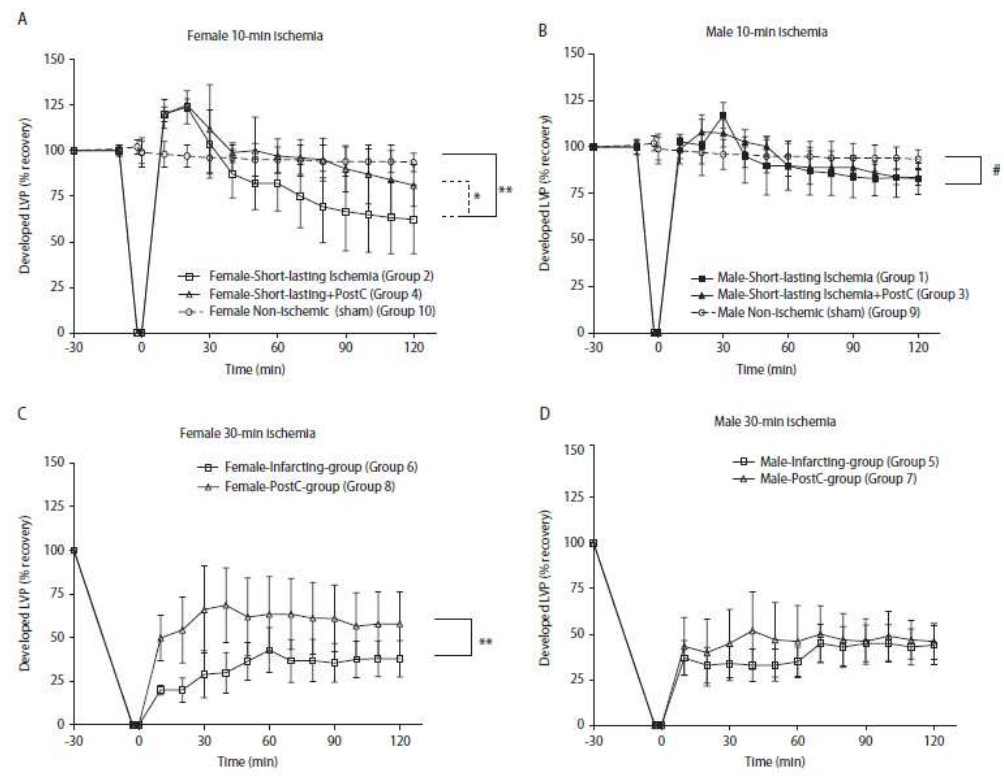 A
Female 10-min ischemia
150
125
100
75
50
25
0
-30
0
30
60
90
120
Developed LVP (% recovery)
Time (min)
*
**
Female-Short-lasting Ischemia (Group 2)
Female-Short-lasting+PostC (Group 4)
Female Non-ischemic (sham) (Group 10)
B
Male 10-min ischemia
150
125
100
75
50
25
0
-30
0
30
60
90
120
Developed LVP (% recovery)
Time (min)
#
Male-Short-lasting Ischemia (Group 1)
Male-Short-lasting Ischemia+PostC (Group 3)
Male Non-ischemic (sham) (Group 9)
C
Female 30-min ischemia
150
125
100
75
50
25
0
-30
0
30
60
90
120
Developed LVP (% recovery)
Time (min)
**
Female-Infarcting-group (Group 6)
Female-PostC-group (Group 8)
D
Male 30-min ischemia
150
125
100
75
50
25
0
-30
0
30
60
90
120
Developed LVP (% recovery)
Time (min)
Male-Infarcting-group (Group 5)
Male-PostC-group (Group 7)